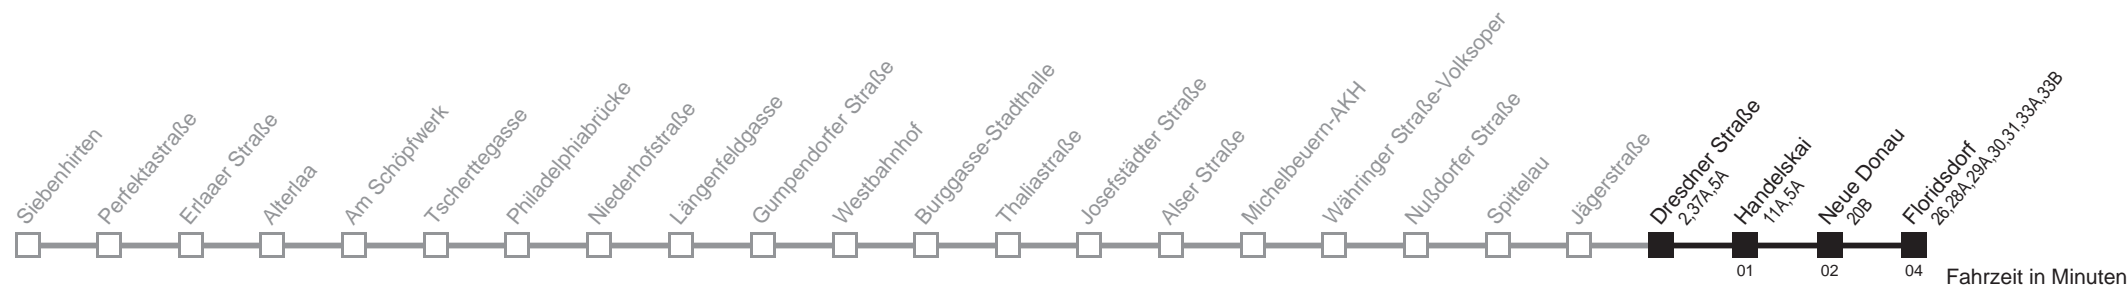 Siebenhirten
Perfektastraße
Erlaaer Straße
Alterlaa
Am Schöpfwerk
Tscherttegasse
Philadelphiabrücke
Niederhofstraße
Längenfeldgasse
Gumpendorfer Straße
Westbahnhof
Burggasse-Stadthalle
Thaliastraße
Josefstädter Straße
Alser Straße
Michelbeuern-AKH
Währinger Straße-Volksoper
Nußdorfer Straße
Spittelau
Jägerstraße
Dresdner Straße
2,37A,5A
Handelskai
11A,5A
Neue Donau
20B
Floridsdorf
26,28A,29A,30,31,33A,33B
01
02
04
Fahrzeit in Minuten